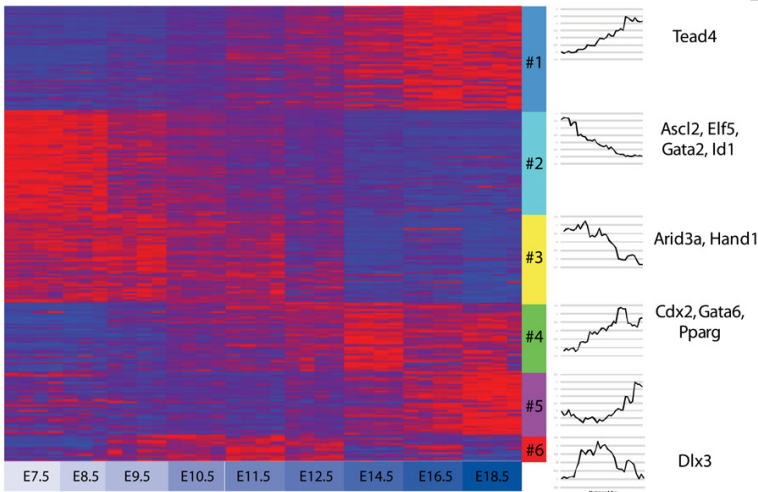 #1
Tead4
#2
Ascl2, Elf5,
Gata2, Id1
#3
Arid3a, Hand1
#4
Cdx2, Gata6,
Pparg
#5
#6
Dlx3
E7.5 E8.5 E9.5 E10.5 E11.5 E12.5 E14.5 E16.5 E18.5